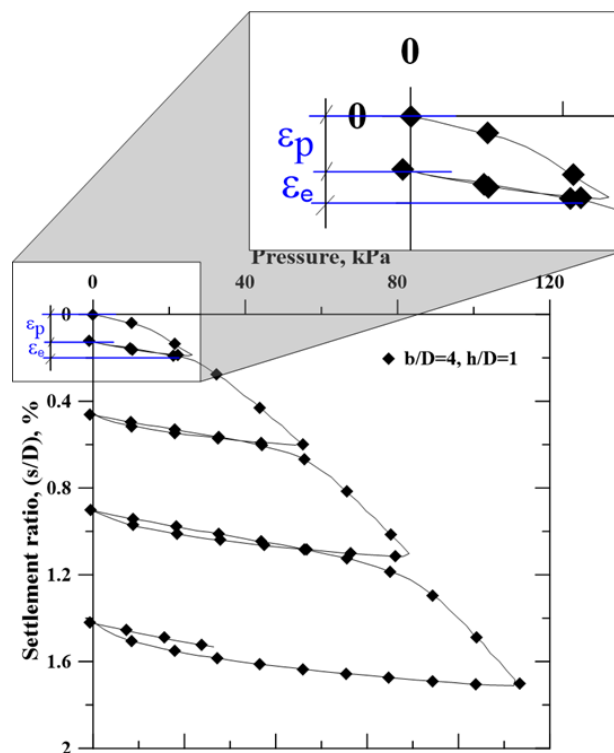 0
0
εp
εe
Pressure, kPa
0 40 80 120
0
εp
εe
b/D=4, h/D=1
0.4
0.8
1.2
1.6
2
Settlement ratio, (s/D), %